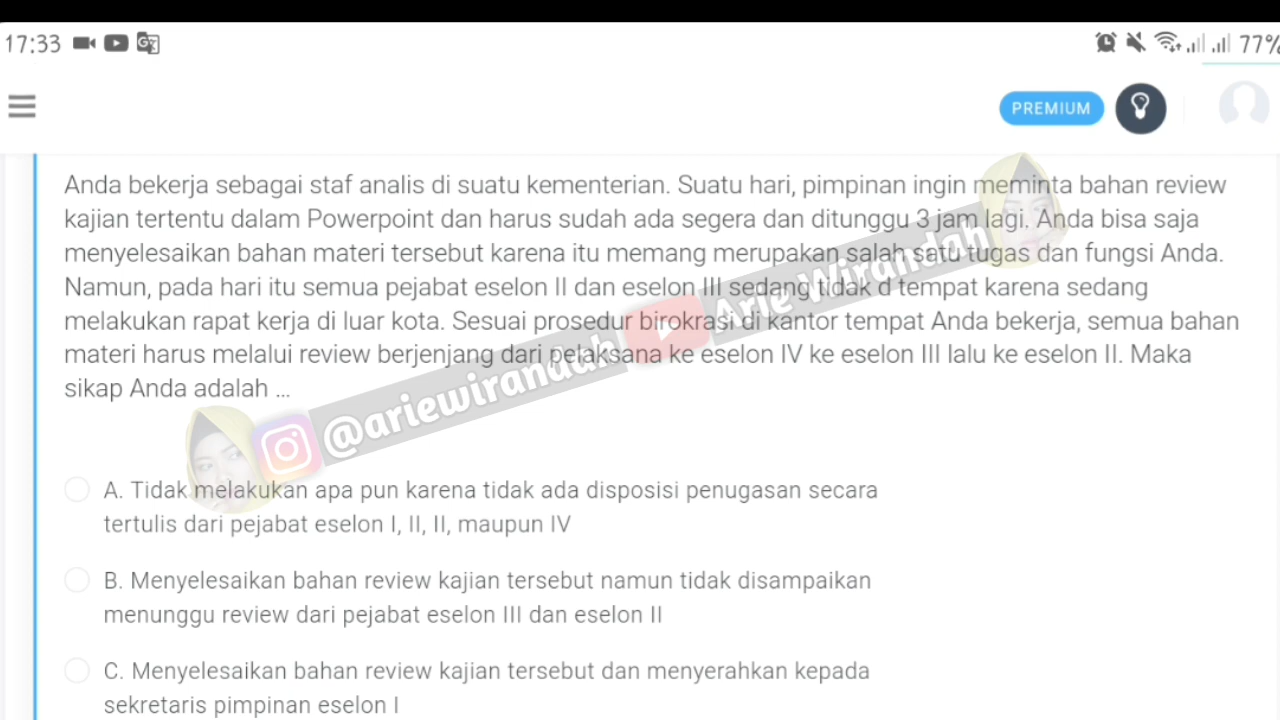 17:33 77%
PREMIUM
Anda bekerja sebagai staf analis di suatu kementerian. Suatu hari, pimpinan ingin meminta bahan review
kajian tertentu dalam Powerpoint dan harus sudah ada segera dan ditunggu 3 jam lagi. Anda bisa saja
menyelesaikan bahan materi tersebut karena itu memang merupakan salah satu tugas dan fungsi Anda.
Namun, pada hari itu semua pejabat eselon II dan eselon III sedang tidak d tempat karena sedang
melakukan rapat kerja di luar kota. Sesuai prosedur birokrasi di kantor tempat Anda bekerja, semua bahan
materi harus melalui review berjenjang dari pelaksana ke eselon IV ke eselon III lalu ke eselon II. Maka
sikap Anda adalah ...
@ariewirandah Arie Wirandah
A. Tidak melakukan apa pun karena tidak ada disposisi penugasan secara
tertulis dari pejabat eselon I, II, II, maupun IV
B. Menyelesaikan bahan review kajian tersebut namun tidak disampaikan
menunggu review dari pejabat eselon III dan eselon II
C. Menyelesaikan bahan review kajian tersebut dan menyerahkan kepada
sekretaris pimpinan eselon I